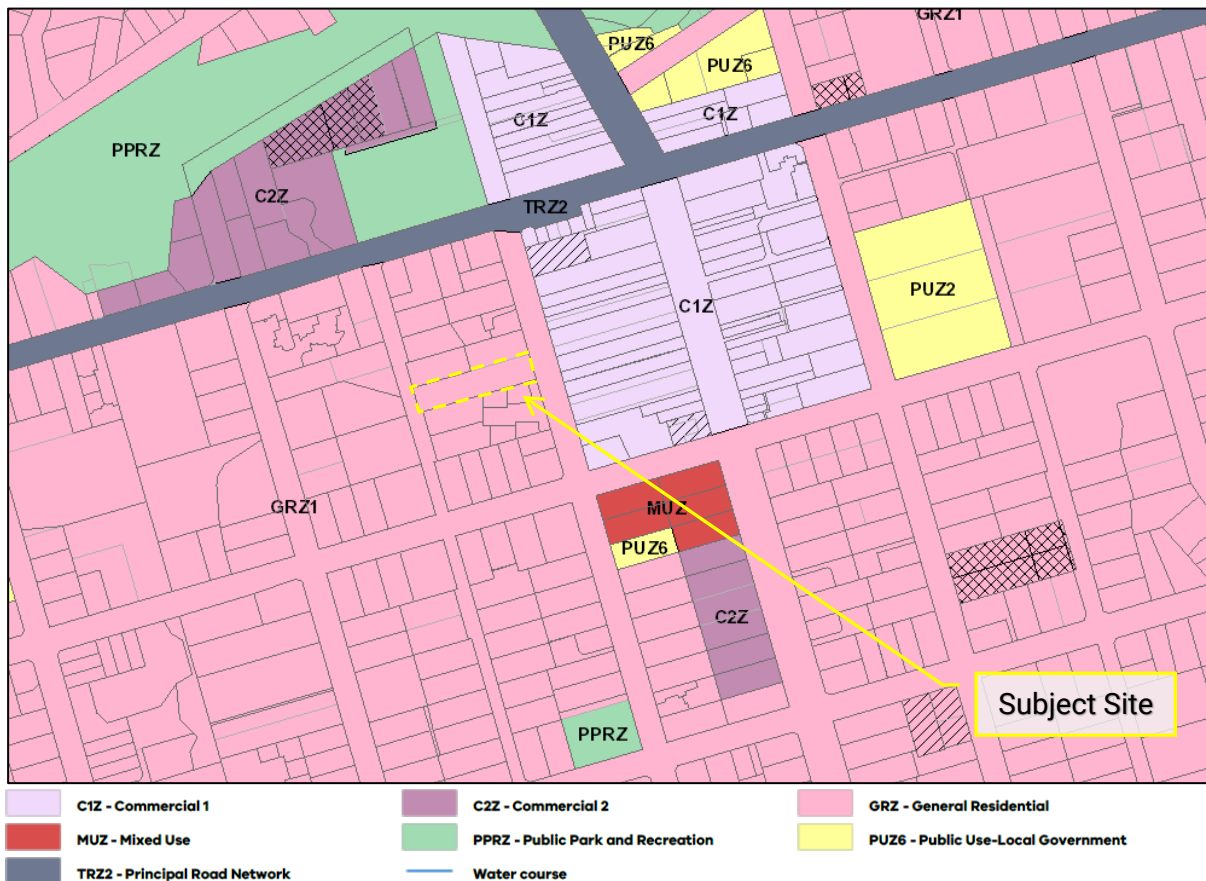 GRZ1
PUZ6
PUZ6
C1Z
C1Z
PPRZ
C2Z
TRZ2
PUZ2
C1Z
GRZ1
MUZ
PUZ6
C2Z
Subject Site
PPRZ
C1Z - Commercial 1
C2Z - Commercial 2
GRZ - General Residential
MUZ - Mixed Use
PPRZ - Public Park and Recreation
PUZ6 - Public Use-Local Government
TRZ2 - Principal Road Network
Water course